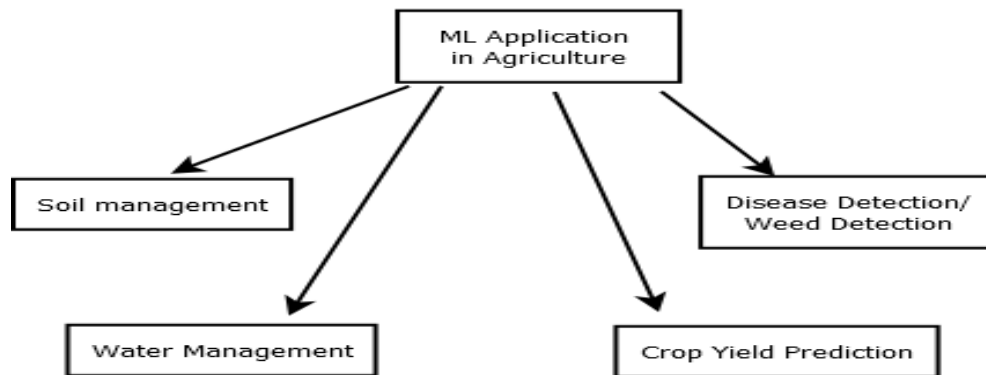 ML Application
in Agriculture
Soil management
Disease Detection/
Weed Detection
Water Management
Crop Yield Prediction